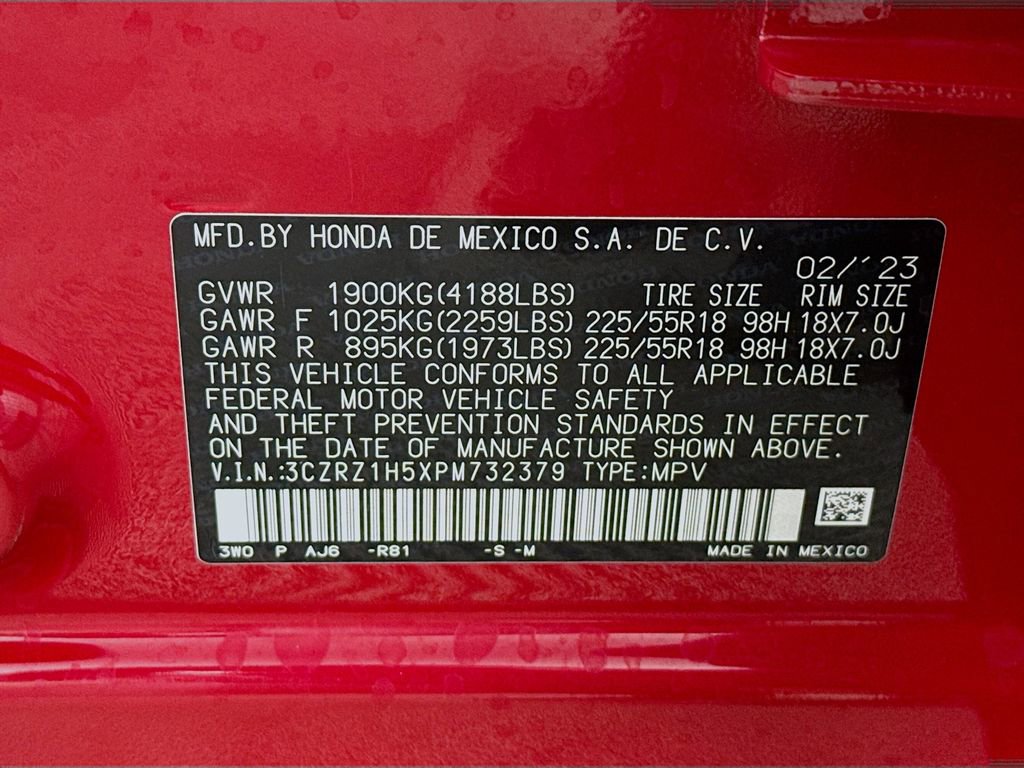 MFD.BY HONDA DE MEXICO S.A. DE C.V.
02/´23
GVWR 1900KG(4188LBS) TIRE SIZE RIM SIZE
GAWR F 1025KG(2259LBS) 225/55R18 98H 18X7.0J
GAWR R 895KG(1973LBS) 225/55R18 98H 18X7.0J
THIS VEHICLE CONFORMS TO ALL APPLICABLE
FEDERAL MOTOR VEHICLE SAFETY
AND THEFT PREVENTION STANDARDS IN EFFECT
ON THE DATE OF MANUFACTURE SHOWN ABOVE.
V.I.N.:3CZRZ1H5XPM732379 TYPE:MPV
3WO P AJ6 -R81 -S -M MADE IN MEXICO